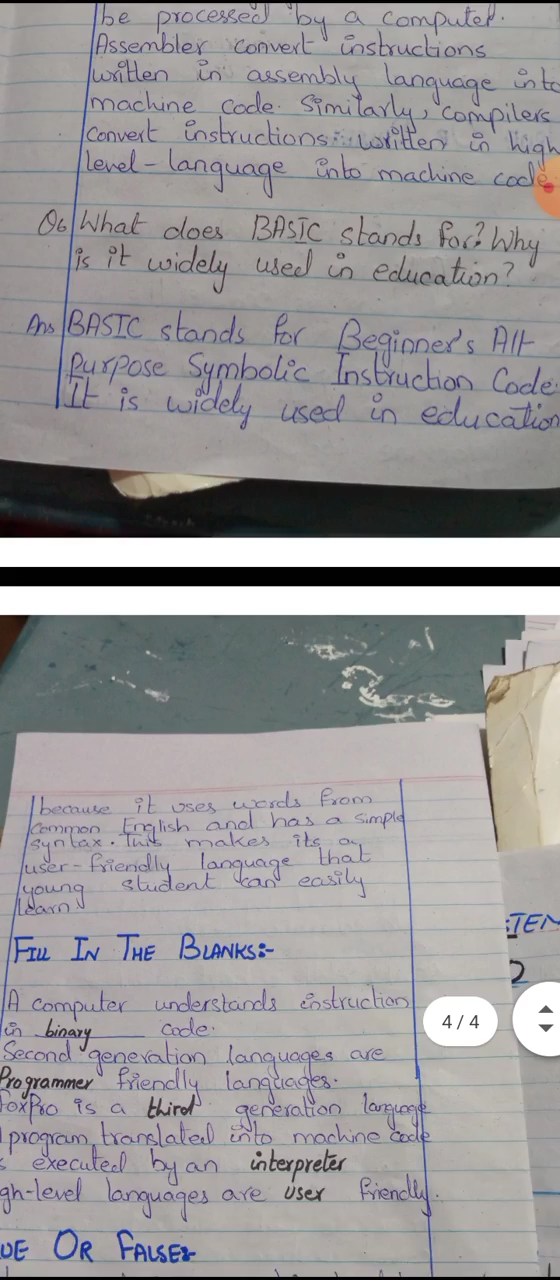 be processed by a computer.
Assembler convert instructions
written in assembly language into
machine code. Similarly, compilers
convert instructions written in high
level-language into machine code
Q6 What does BASIC stands for? Why
is it widely used in education?
Ans BASIC stands for Beginner's All-
Purpose Symbolic Instruction Code.
It is widely used in education
because it uses words from
common English and has a simple
syntax. This makes its a
user-friendly language that
young student can easily
learn
FILL IN THE BLANKS:-
A computer understands instruction
in binary code.
Second generation languages are
Programmer friendly languages.
FoxPro is a third generation language
program translated into machine code
s executed by an interpreter
gh-level languages are user friendly.
UE OR FALSE:-
STEM
2
4 / 4